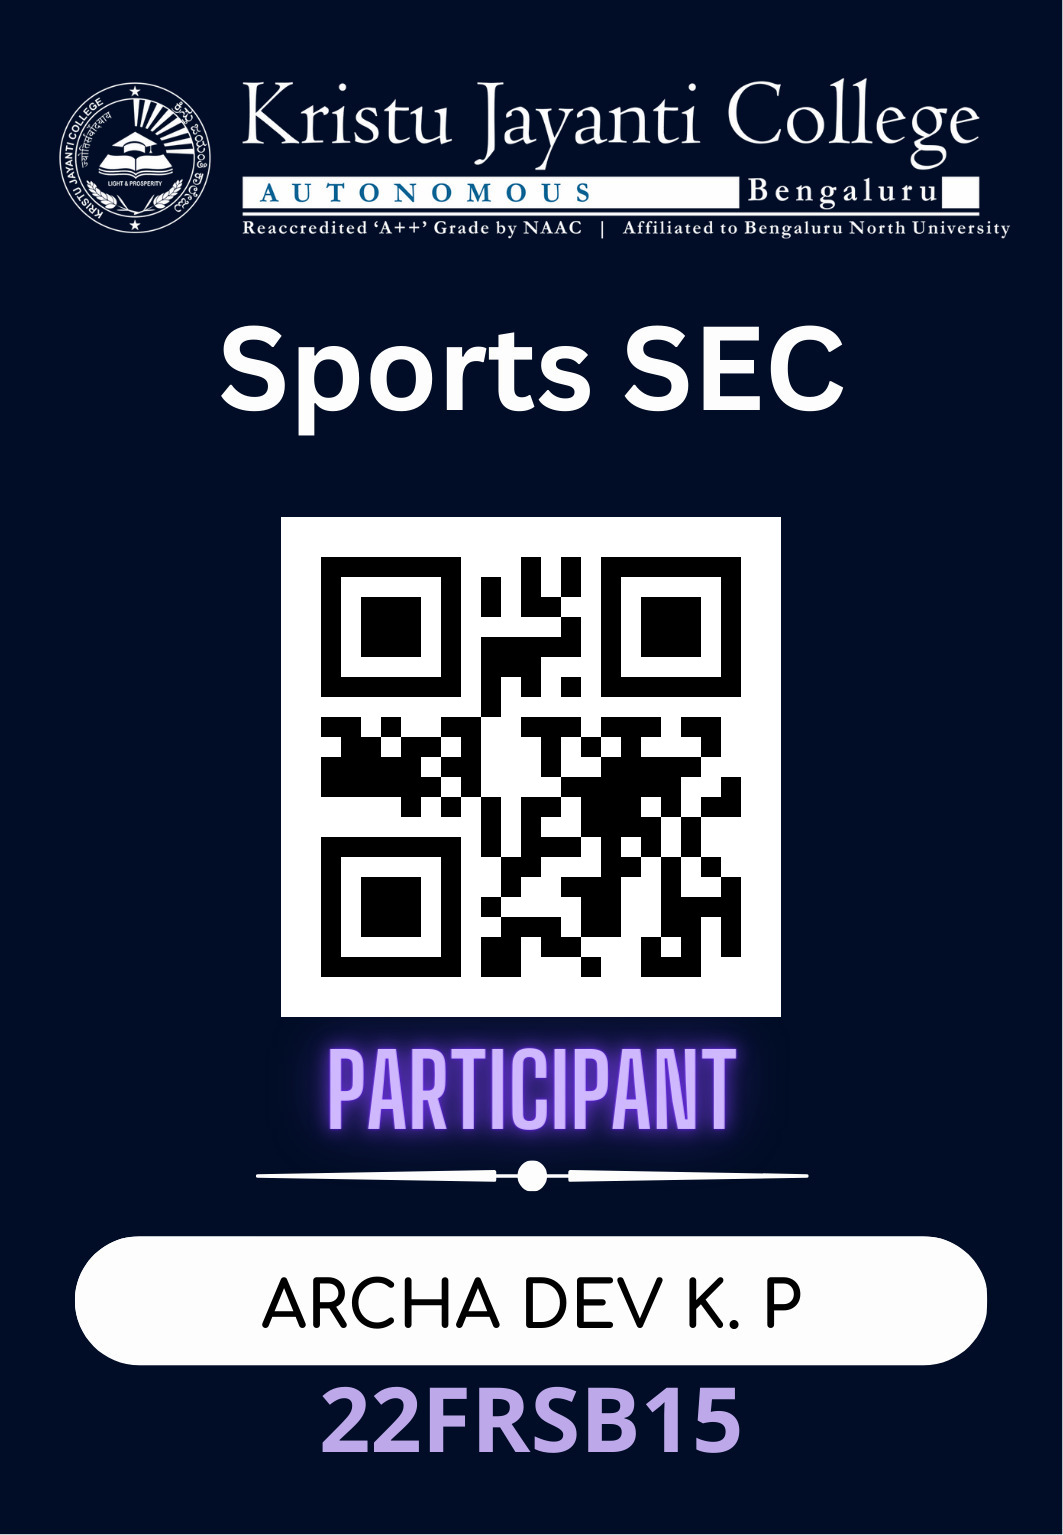 Kristu Jayanti College
AUTONOMOUS Bengaluru
Reaccredited ‘A++’ Grade by NAAC | Affiliated to Bengaluru North University
KRISTU JAYANTI COLLEGE
LIGHT & PROSPERITY
Sports SEC
PARTICIPANT
ARCHA DEV K. P
22FRSB15